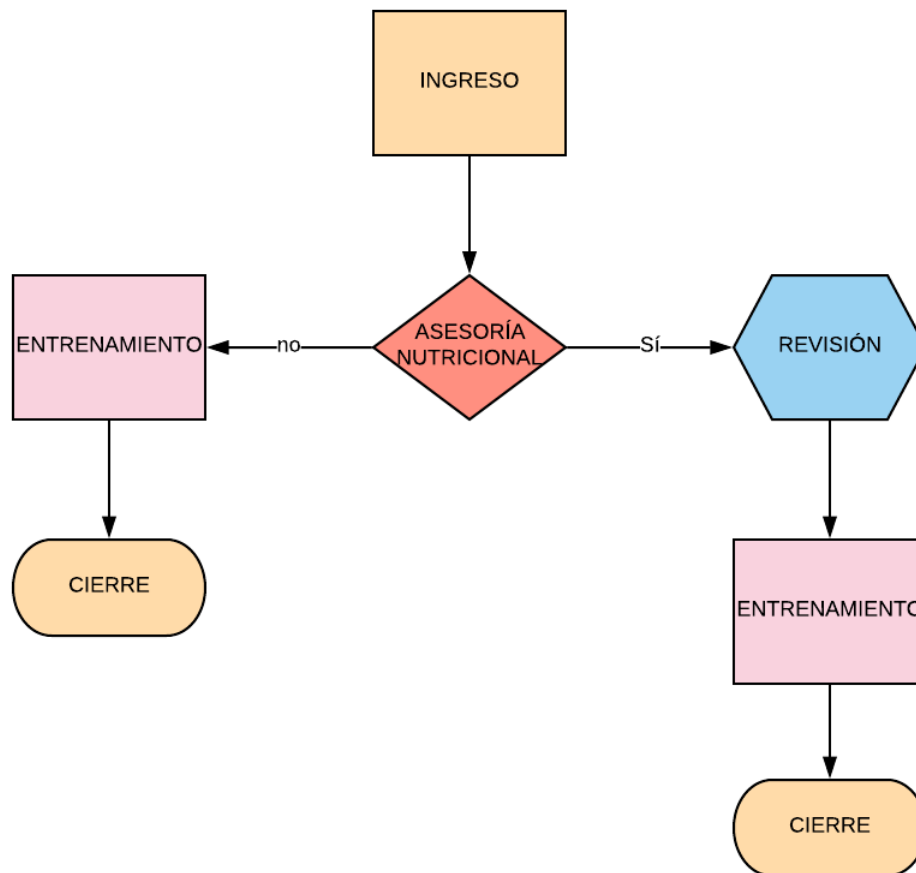 INGRESO
ENTRENAMIENTO
no
ASESORÍA
NUTRICIONAL
Sí
REVISIÓN
CIERRE
ENTRENAMIENTO
CIERRE